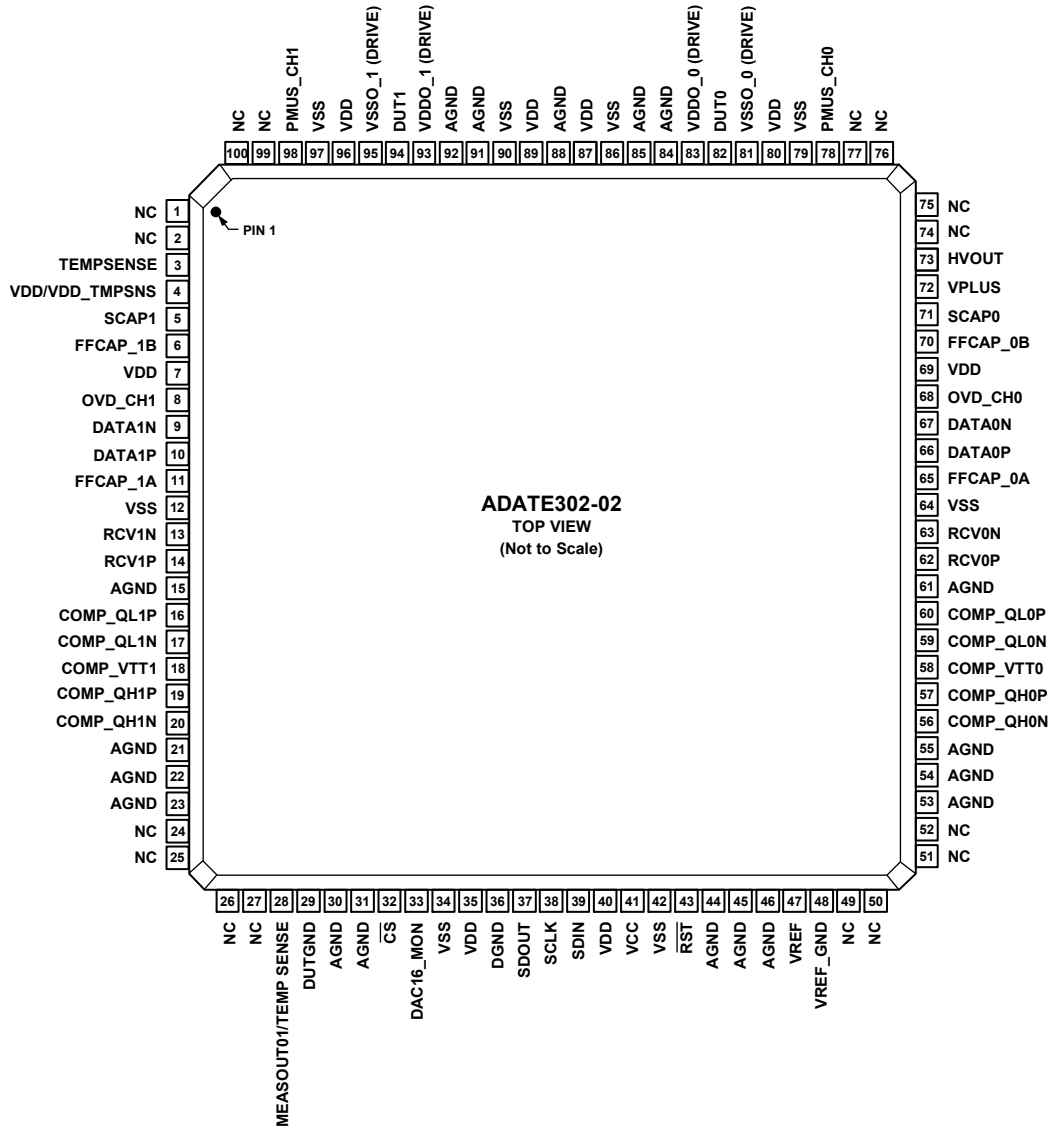 NC
NC
PMUS_CH1
VSS
VDD
VSSO_1 (DRIVE)
DUT1
VDDO_1 (DRIVE)
AGND
AGND
VSS
VDD
AGND
VDD
VSS
AGND
AGND
VDDO_0 (DRIVE)
DUT0
VSSO_0 (DRIVE)
VDD
VSS
PMUS_CH0
NC
NC
100 99 98 97 96 95 94 93 92 91 90 89 88 87 86 85 84 83 82 81 80 79 78 77 76
PIN 1
NC 1
NC 2
TEMPSENSE 3
VDD/VDD_TMPSNS 4
SCAP1 5
FFCAP_1B 6
VDD 7
OVD_CH1 8
DATA1N 9
DATA1P 10
FFCAP_1A 11
VSS 12
RCV1N 13
RCV1P 14
AGND 15
COMP_QL1P 16
COMP_QL1N 17
COMP_VTT1 18
COMP_QH1P 19
COMP_QH1N 20
AGND 21
AGND 22
AGND 23
NC 24
NC 25
ADATE302-02
TOP VIEW
(Not to Scale)
75 NC
74 NC
73 HVOUT
72 VPLUS
71 SCAP0
70 FFCAP_0B
69 VDD
68 OVD_CH0
67 DATA0N
66 DATA0P
65 FFCAP_0A
64 VSS
63 RCV0N
62 RCV0P
61 AGND
60 COMP_QL0P
59 COMP_QL0N
58 COMP_VTT0
57 COMP_QH0P
56 COMP_QH0N
55 AGND
54 AGND
53 AGND
52 NC
51 NC
26 27 28 29 30 31 32 33 34 35 36 37 38 39 40 41 42 43 44 45 46 47 48 49 50
NC
NC
MEASOUT01/TEMP SENSE
DUTGND
AGND
AGND
CS
DAC16_MON
VSS
VDD
DGND
SDOUT
SCLK
SDIN
VDD
VCC
VSS
RST
AGND
AGND
AGND
VREF
VREF_GND
NC
NC